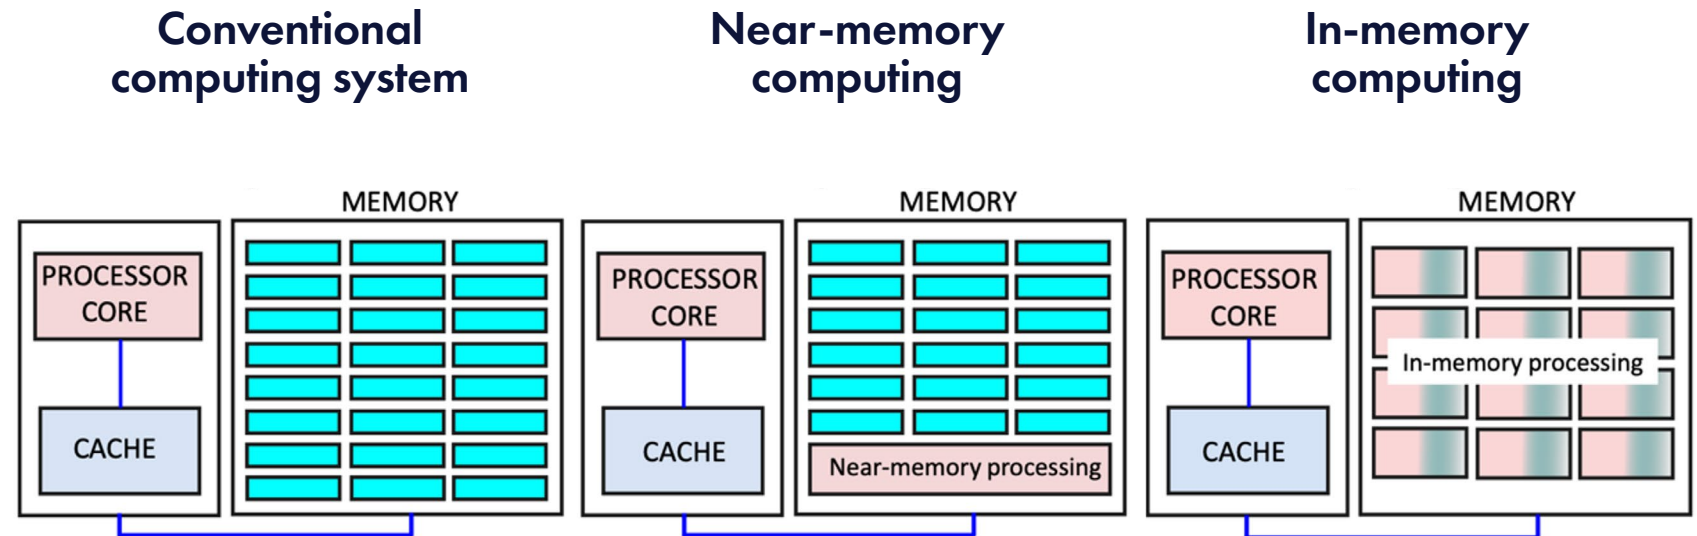 Conventional
computing system
Near-memory
computing
In-memory
computing
MEMORY
PROCESSOR
CORE
CACHE
MEMORY
PROCESSOR
CORE
CACHE
Near-memory processing
MEMORY
PROCESSOR
CORE
CACHE
In-memory processing